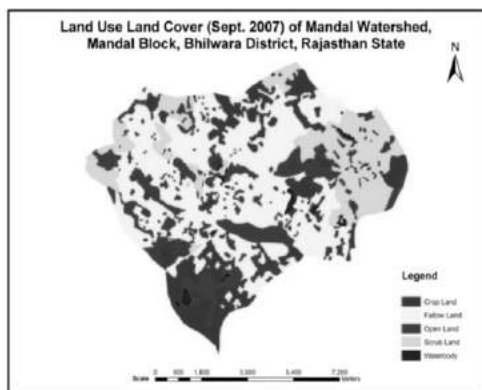 Land Use Land Cover (Sept. 2007) of Mandal Watershed,
Mandal Block, Bhilwara District, Rajasthan State
N
Legend
Crop Land
Fallow Land
Open Land
Scrub Land
Waterbody
Scale 0 900 1,800 3,600 5,400 7,200
Meters